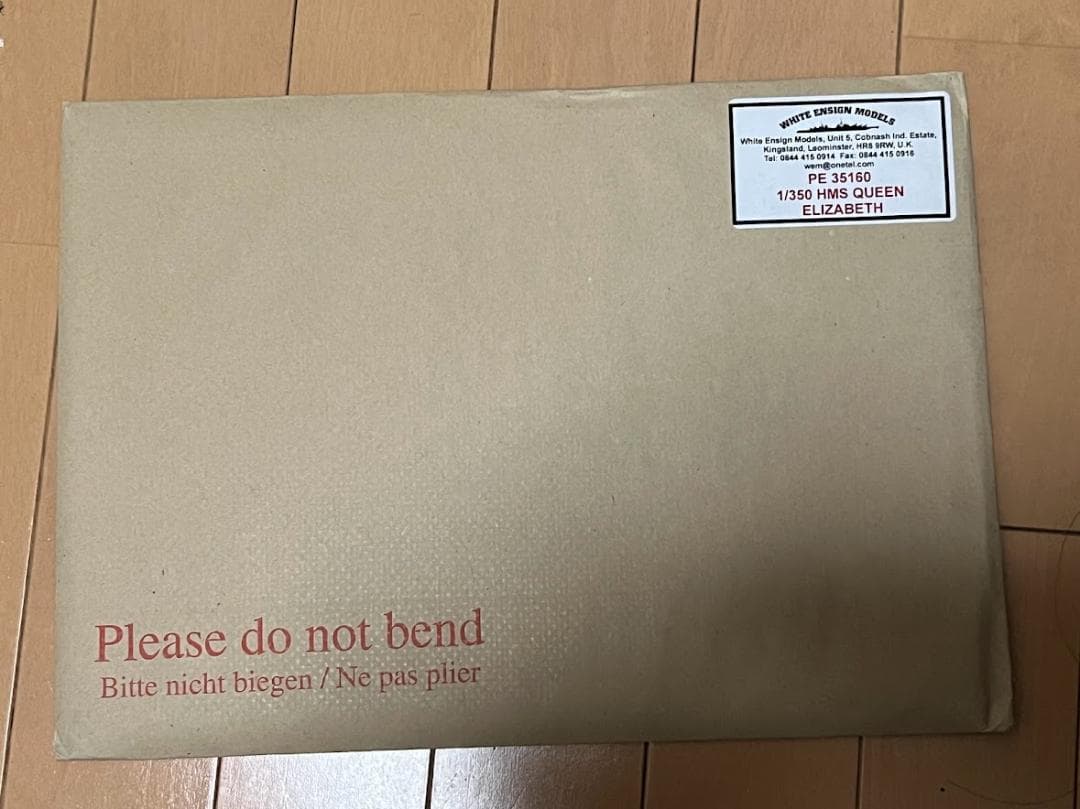 WHITE ENSIGN MODELS
White Ensign Models, Unit 5, Cobnash Ind. Estate,
Kingsland, Leominster, HR6 9RW, U.K.
Tel: 0844 415 0914 Fax: 0844 415 0916
wem@onetel.com
PE 35160
1/350 HMS QUEEN
ELIZABETH
Please do not bend
Bitte nicht biegen / Ne pas plier